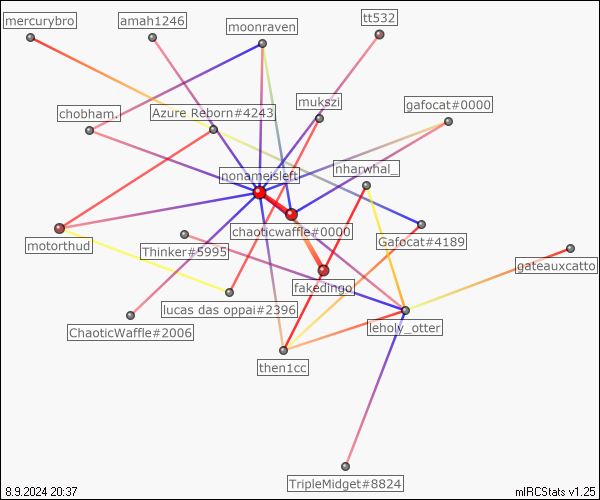 mercurybro
amah1246
moonraven
tt532
chobham.
Azure Reborn#4243
mukszi
gafocat#0000
nonameisleft
nharwhal_
chaoticwaffle#0000
motorthud
Thinker#5995
Gafocat#4189
gateauxcatto
fakedingo
lucas das oppai#2396
ChaoticWaffle#2006
leholy_otter
then1cc
TripleMidget#8824
8.9.2024 20:37
mIRCStats v1.25